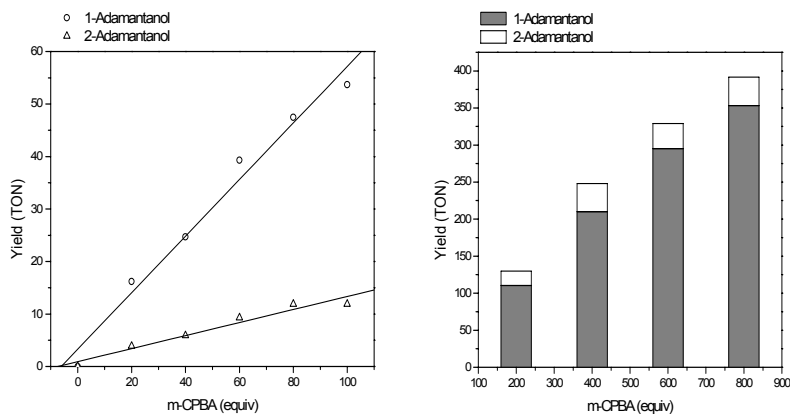 1-Adamantanol
2-Adamantanol
60
50
40
30
20
10
0
Yield (TON)
0 20 40 60 80 100
m-CPBA (equiv)
1-Adamantanol
2-Adamantanol
400
350
300
250
200
150
100
50
0
Yield (TON)
100 200 300 400 500 600 700 800 900
m-CPBA (equiv)